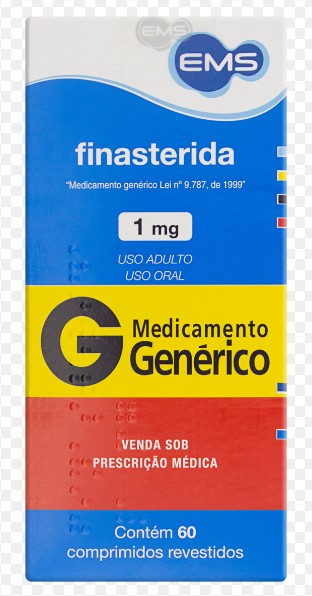 EMS
EMS
finasterida
"Medicamento genérico Lei nº 9.787, de 1999"
1 mg
USO ADULTO
USO ORAL
G Medicamento
Genérico
VENDA SOB
PRESCRIÇÃO MÉDICA
Contém 60
comprimidos revestidos